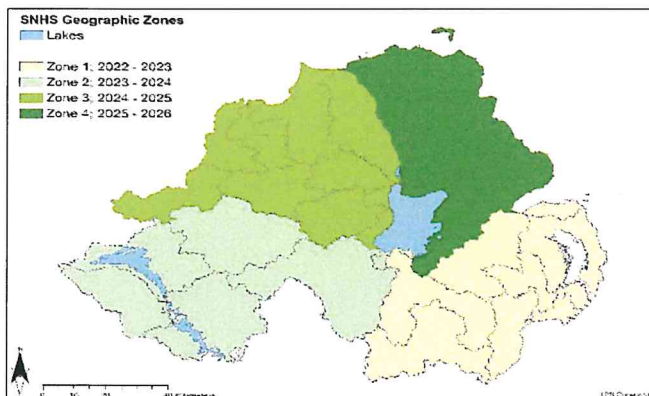 SNHS Geographic Zones
Lakes
Zone 1; 2022 - 2023
Zone 2; 2023 - 2024
Zone 3; 2024 - 2025
Zone 4; 2025 - 2026